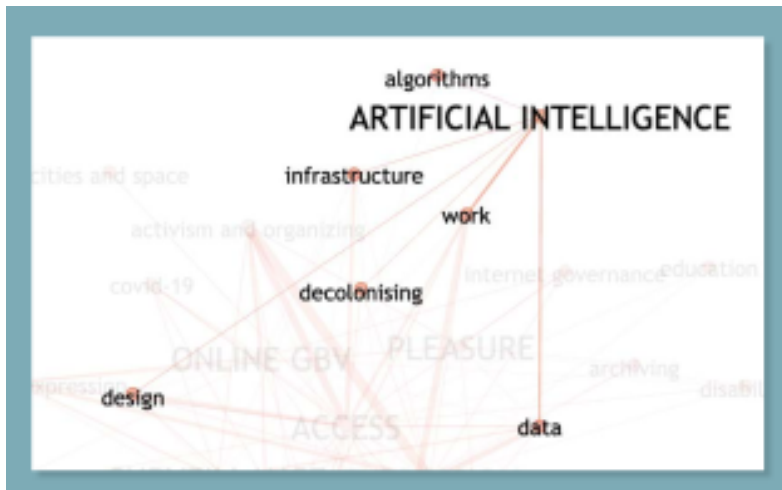 algorithms
ARTIFICIAL INTELLIGENCE
cities and space
infrastructure
work
activism and organizing
internet governance
education
covid-19
decolonising
ONLINE GBV
PLEASURE
archiving
expression
design
disabil
ACCESS
data